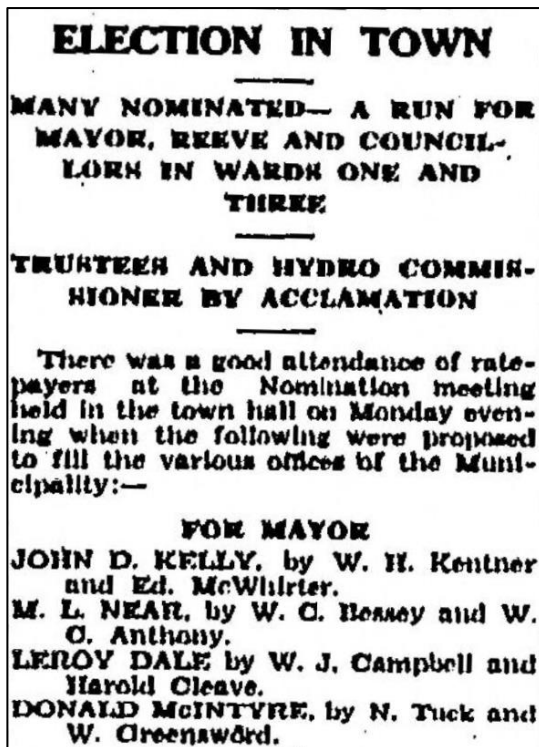 ELECTION IN TOWN
MANY NOMINATED— A RUN FOR
MAYOR, REEVE AND COUNCIL-
LORS IN WARDS ONE AND
THREE
TRUSTEES AND HYDRO COMMIS-
SIONER BY ACCLAMATION
There was a good attendance of rate-
payers at the Nomination meeting
held in the town hall on Monday even-
ing when the following were proposed
to fill the various offices of the Muni-
cipality:—
FOR MAYOR
JOHN D. KELLY, by W. H. Kentner
and Ed. McWhirter.
M. L. NEAR, by W. C. Hessey and W.
C. Anthony.
LEROY DALE by W. J. Campbell and
Harold Cleave.
DONALD McINTYRE, by N. Tuck and
W. Greensword.